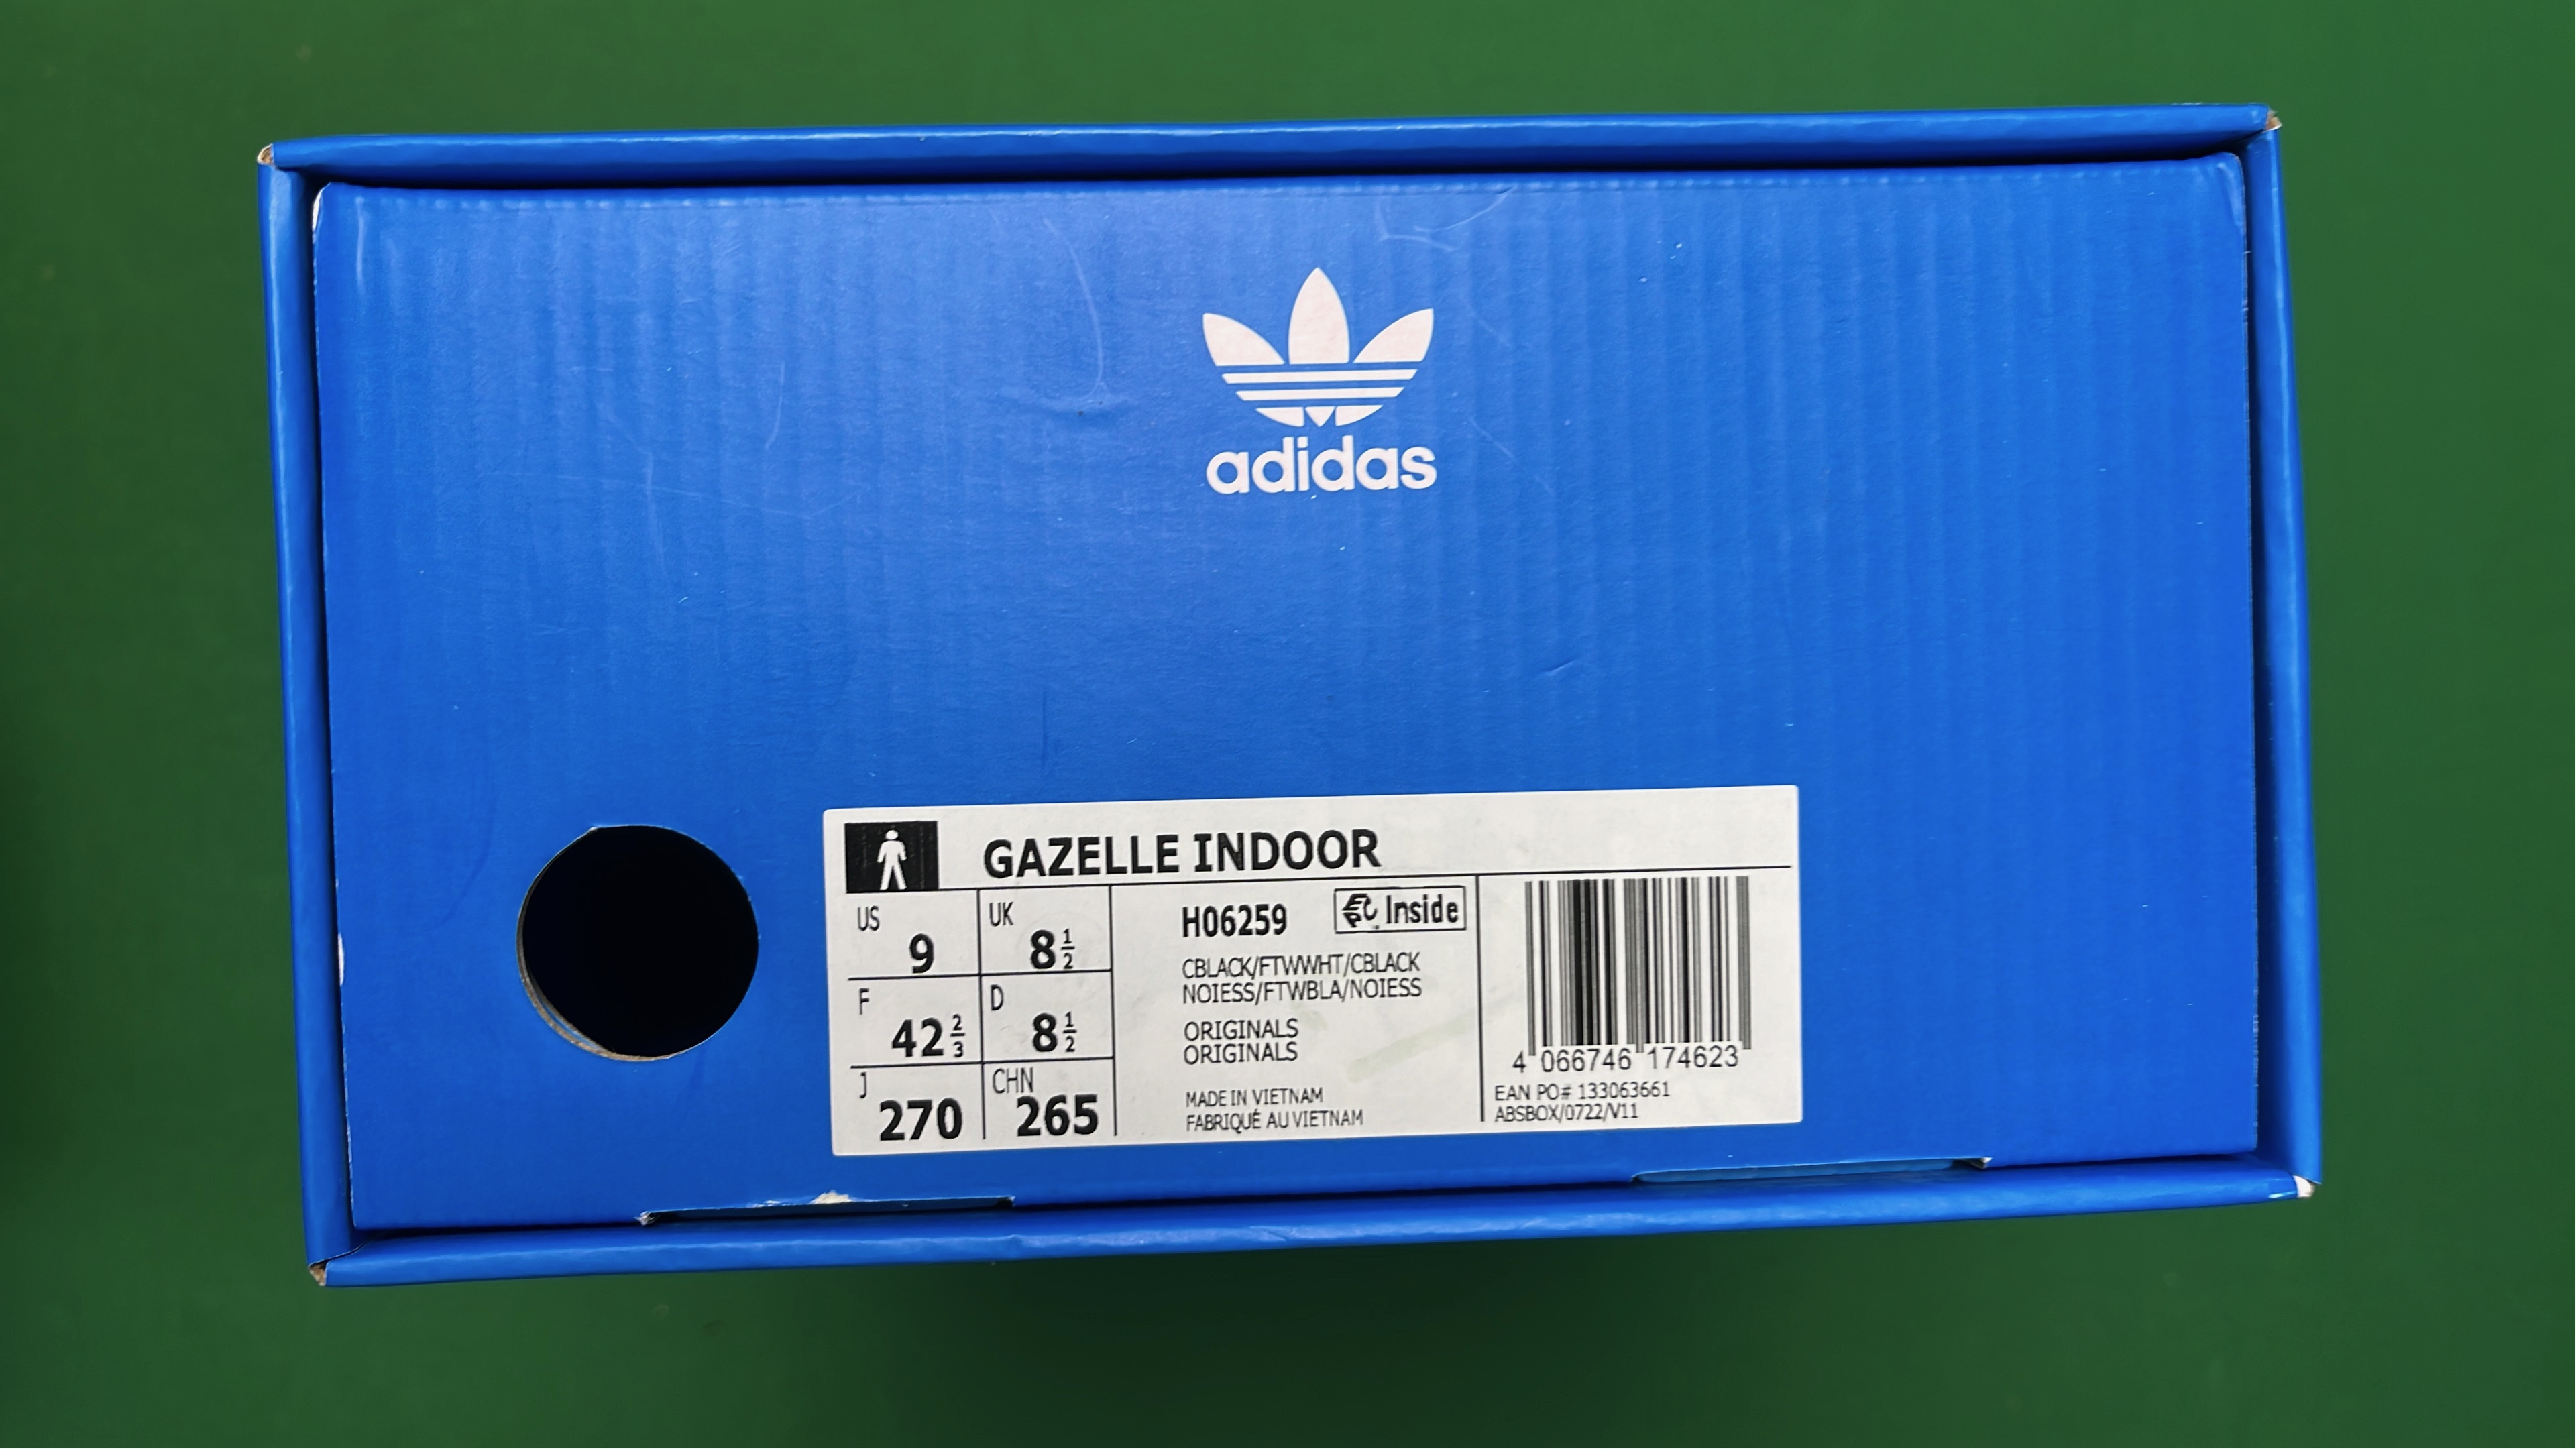 adidas
GAZELLE INDOOR
US 9 UK 8 1/2
F 42 2/3 D 8 1/2
J 270 CHN 265
H06259 Inside
CBLACK/FTWWHT/CBLACK
NOIESS/FTWBLA/NOIESS
ORIGINALS
ORIGINALS
MADE IN VIETNAM
FABRIQUÉ AU VIETNAM
4 066746 174623
EAN PO# 133063661
ABSBOX/0722/V11